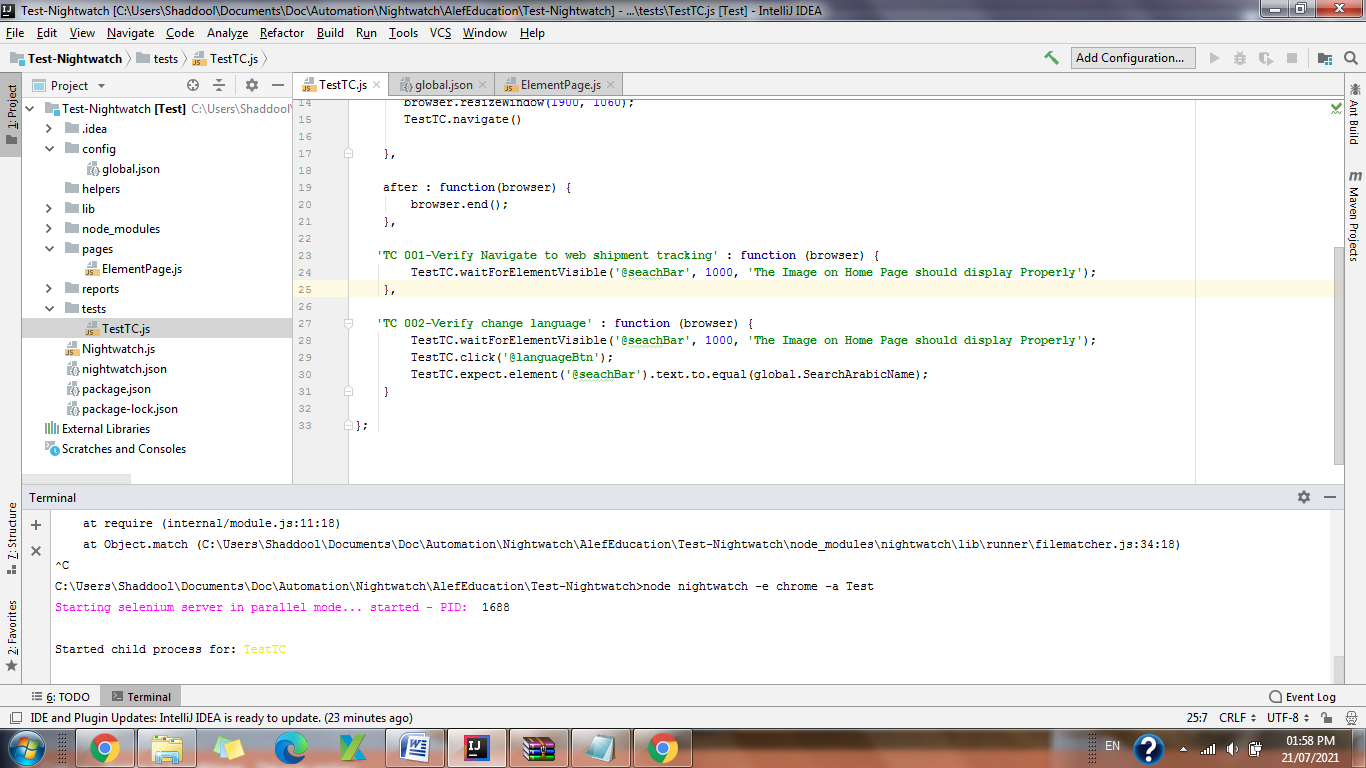 Test-Nightwatch [C:\Users\Shaddool\Documents\Doc\Automation\Nightwatch\AlefEducation\Test-Nightwatch] - ...\tests\TestTC.js [Test] - IntelliJ IDEA
File Edit View Navigate Code Analyze Refactor Build Run Tools VCS Window Help
Test-Nightwatch tests TestTC.js Add Configuration...
1: Project
Project
TestTC.js global.json ElementPage.js
Test-Nightwatch [Test] C:\Users\Shaddool\
.idea
config
global.json
helpers
lib
node_modules
pages
ElementPage.js
reports
tests
TestTC.js
Nightwatch.js
nightwatch.json
package.json
package-lock.json
External Libraries
Scratches and Consoles
14 browser.resizeWindow(1900, 1060);
15 TestTC.navigate()
16
17 },
18
19 after : function(browser) {
20 browser.end();
21 },
22
23 'TC 001-Verify Navigate to web shipment tracking' : function (browser) {
24 TestTC.waitForElementVisible('@seachBar', 1000, 'The Image on Home Page should display Properly');
25 },
26
27 'TC 002-Verify change language' : function (browser) {
28 TestTC.waitForElementVisible('@seachBar', 1000, 'The Image on Home Page should display Properly');
29 TestTC.click('@languageBtn');
30 TestTC.expect.element('@seachBar').text.to.equal(global.SearchArabicName);
31 }
32
33 };
Ant Build
m Maven Projects
Terminal
at require (internal/module.js:11:18)
at Object.match (C:\Users\Shaddool\Documents\Doc\Automation\Nightwatch\AlefEducation\Test-Nightwatch\node_modules\nightwatch\lib\runner\filematcher.js:34:18)
^C
C:\Users\Shaddool\Documents\Doc\Automation\Nightwatch\AlefEducation\Test-Nightwatch>node nightwatch -e chrome -a Test
Starting selenium server in parallel mode... started - PID: 1688
Started child process for: TestTC
7: Structure
2: Favorites
6: TODO Terminal Event Log
IDE and Plugin Updates: IntelliJ IDEA is ready to update. (23 minutes ago) 25:7 CRLF UTF-8
EN 01:58 PM
21/07/2021